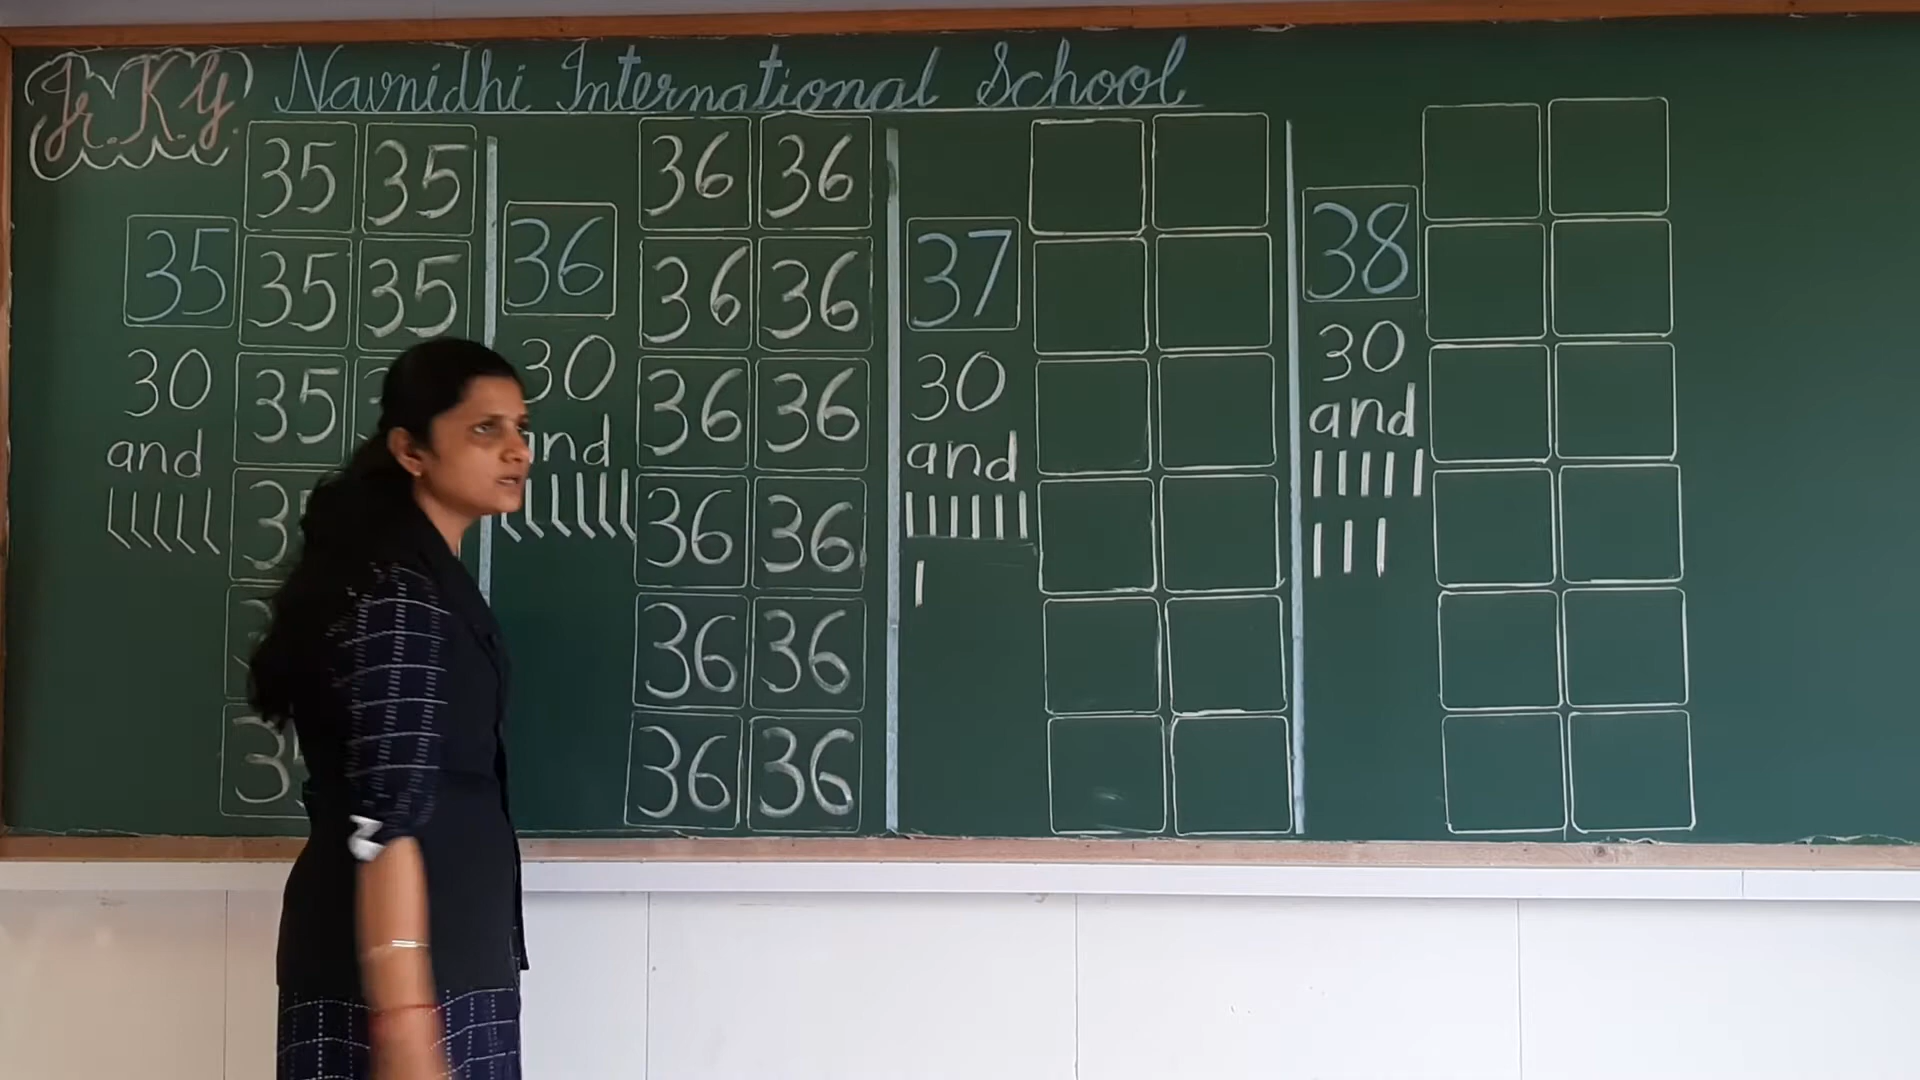 Jr. K.G.
Navnidhi International School
35 35
35 35 35
30 35
and
36 36
36 36 36
30 36 36
and 36 36
36 36
36 36
37
30
and
38
30
and